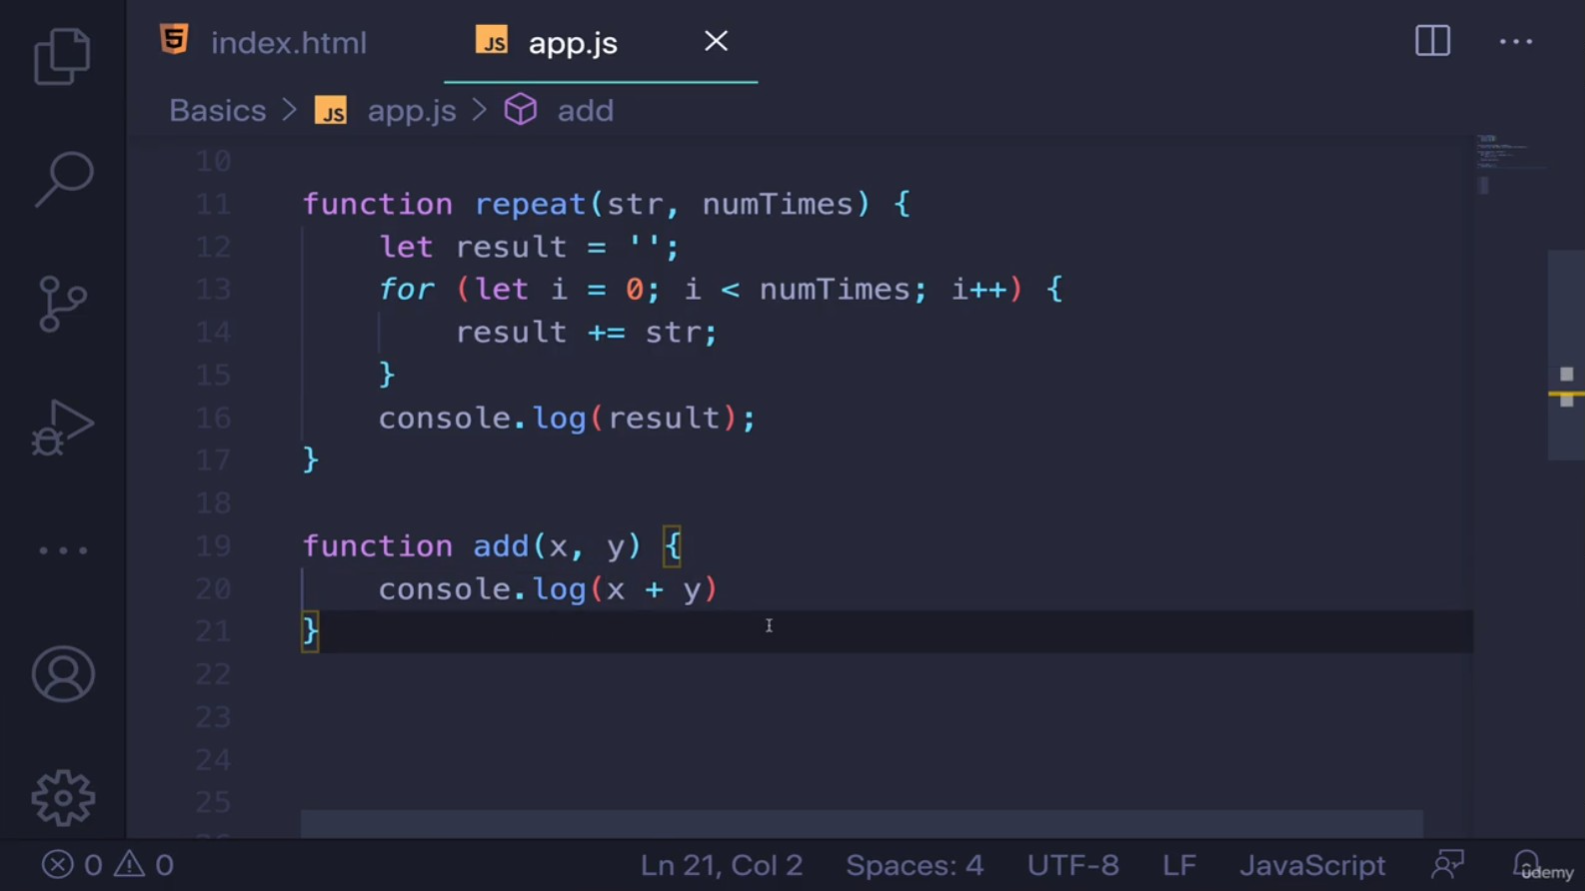 index.html
JS app.js
Basics > JS app.js > add
10
11 function repeat(str, numTimes) {
12 let result = '';
13 for (let i = 0; i < numTimes; i++) {
14 result += str;
15 }
16 console.log(result);
17 }
18
19 function add(x, y) {
20 console.log(x + y)
21 }
22
23
24
25
0 0 Ln 21, Col 2 Spaces: 4 UTF-8 LF JavaScript
udemy